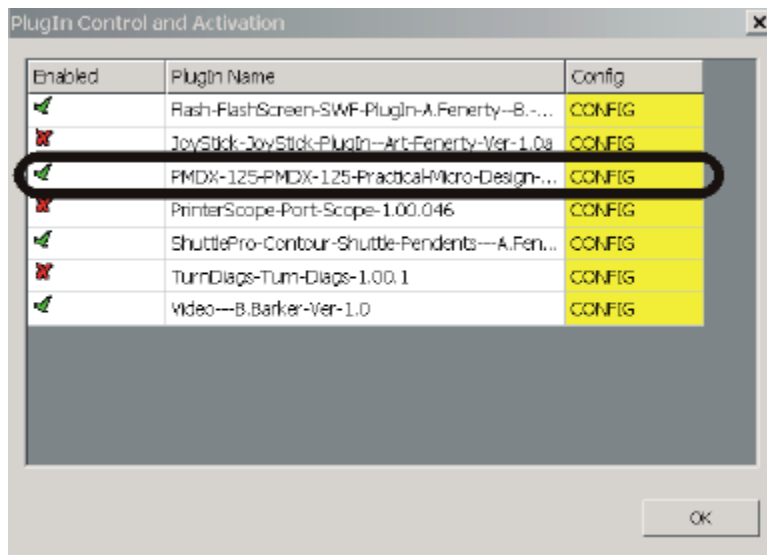 PlugIn Control and Activation
Enabled PlugIn Name Config
Flash-FlashScreen-SWF-PlugIn-A.Fenerty--B.-... CONFIG
JoyStick-JoyStick-PlugIn--Art-Fenerty-Ver-1.0a CONFIG
PMDX-125-PMDX-125-Practical-Micro-Design-... CONFIG
PrinterScope-Port-Scope-1.00.046 CONFIG
ShuttlePro-Contour-Shuttle-Pendents---A.Fen... CONFIG
TurnDiags-Turn-Diags-1.00.1 CONFIG
Video---B.Barker-Ver-1.0 CONFIG
OK